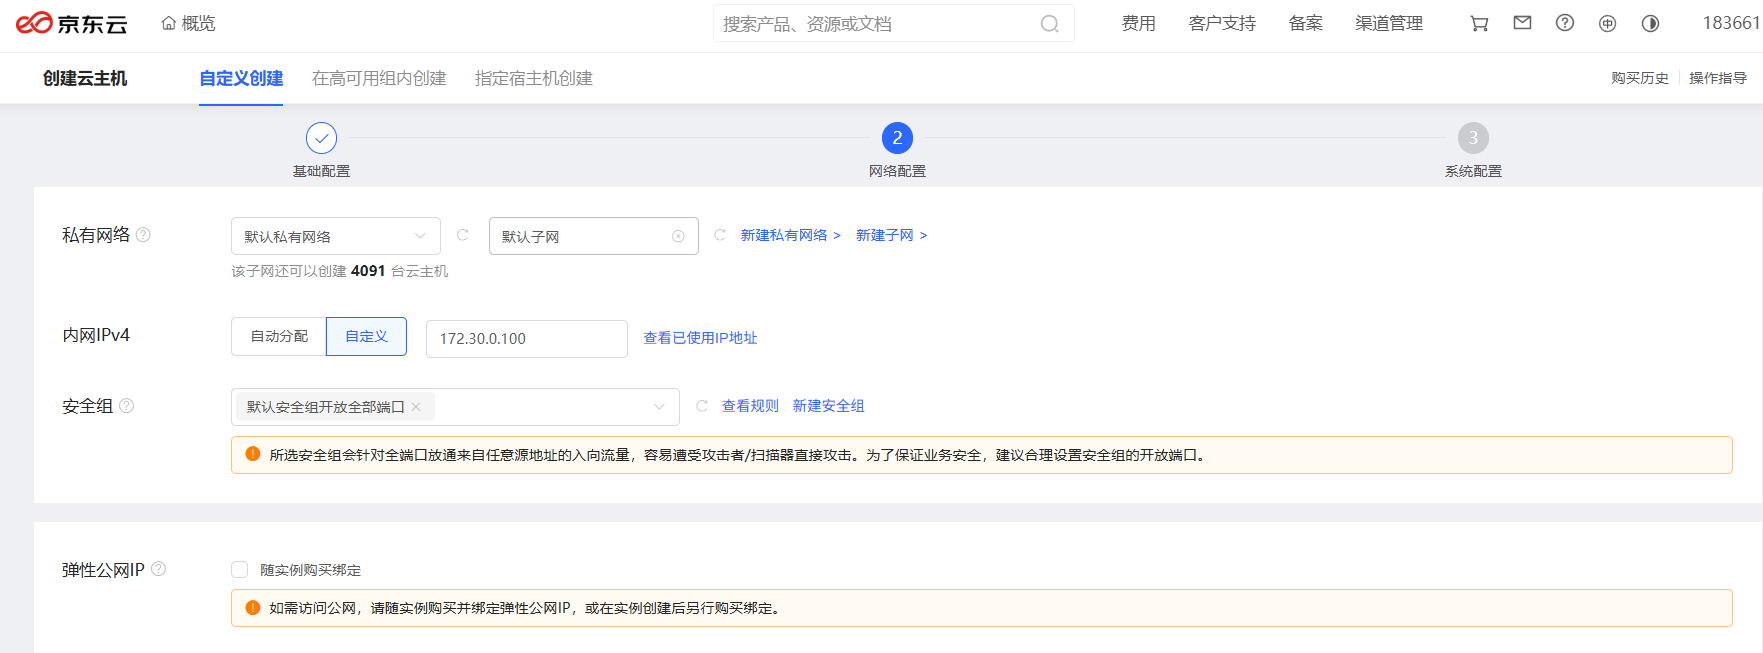 京东云 概览 搜索产品、资源或文档 费用 客户支持 备案 渠道管理 183661
创建云主机 自定义创建 在高可用组内创建 指定宿主机创建 购买历史 操作指导
2 3
基础配置 网络配置 系统配置
私有网络 默认私有网络 默认子网 新建私有网络 > 新建子网 >
该子网还可以创建 4091 台云主机
内网IPv4 自动分配 自定义 172.30.0.100 查看已使用IP地址
安全组 默认安全组开放全部端口 查看规则 新建安全组
所选安全组会针对全端口放通来自任意源地址的入向流量，容易遭受攻击者/扫描器直接攻击。为了保证业务安全，建议合理设置安全组的开放端口。
弹性公网IP 随实例购买绑定
如需访问公网，请随实例购买并绑定弹性公网IP，或在实例创建后另行购买绑定。